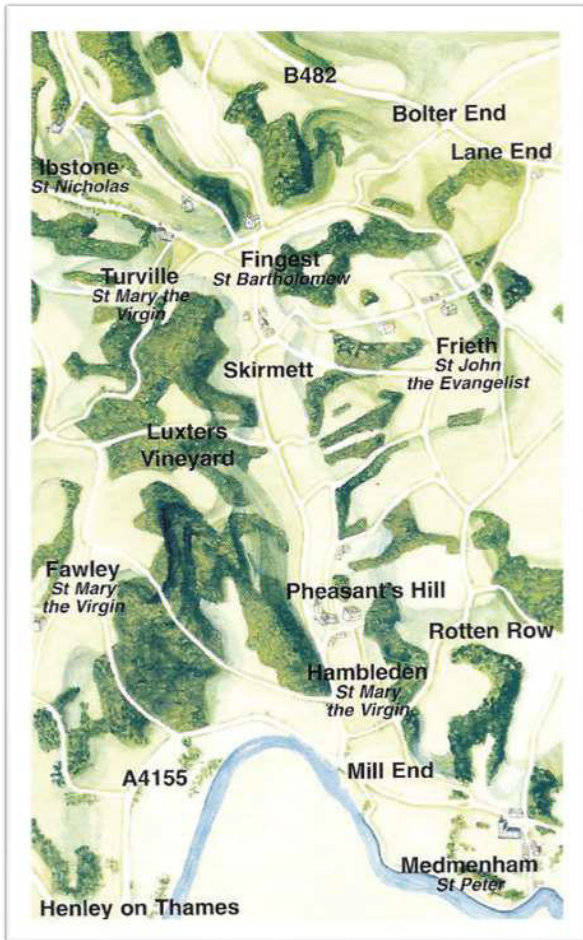 B482
Bolter End
Lane End
Ibstone
St Nicholas
Fingest
St Bartholomew
Turville
St Mary the
Virgin
Skirmett
Frieth
St John
the Evangelist
Luxters
Vineyard
Fawley
St Mary
the Virgin
Pheasant's Hill
Rotten Row
Hambleden
St Mary
the Virgin
Mill End
A4155
Medmenham
St Peter
Henley on Thames